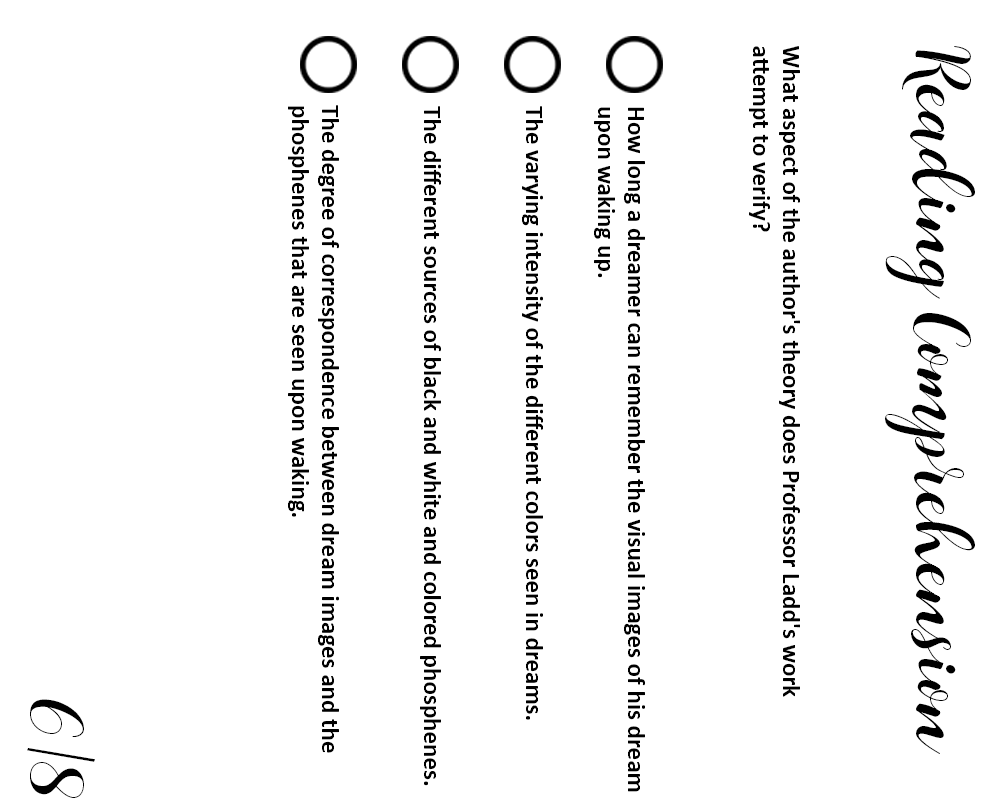 Reading Comprehension
What aspect of the author's theory does Professor Ladd's work
attempt to verify?
How long a dreamer can remember the visual images of his dream
upon waking up.
The varying intensity of the different colors seen in dreams.
The different sources of black and white and colored phosphenes.
The degree of correspondence between dream images and the
phosphenes that are seen upon waking.
6/8